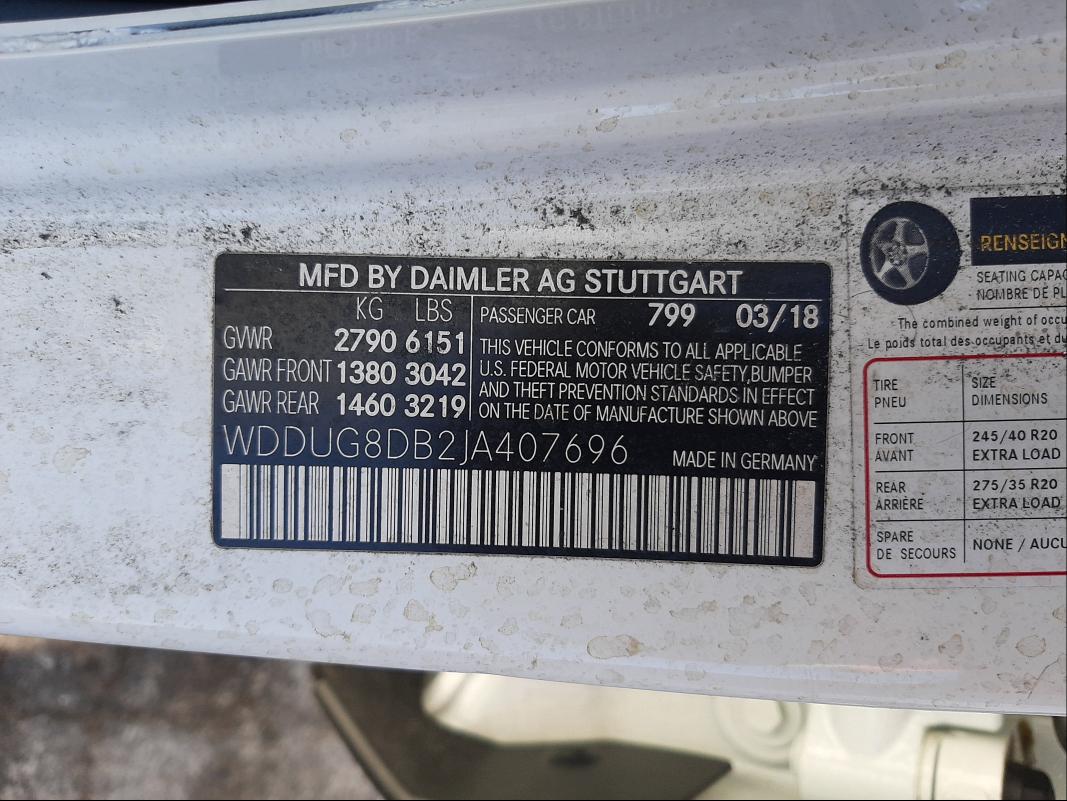 MFD BY DAIMLER AG STUTTGART
KG LBS
GVWR 2790 6151
GAWR FRONT 1380 3042
GAWR REAR 1460 3219
PASSENGER CAR 799 03/18
THIS VEHICLE CONFORMS TO ALL APPLICABLE
U.S. FEDERAL MOTOR VEHICLE SAFETY,BUMPER
AND THEFT PREVENTION STANDARDS IN EFFECT
ON THE DATE OF MANUFACTURE SHOWN ABOVE
WDDUG8DB2JA407696
MADE IN GERMANY
RENSEIGN
SEATING CAPAC
NOMBRE DE PL
The combined weight of occu
Le poids total des occupants et du
TIRE
PNEU
SIZE
DIMENSIONS
FRONT
AVANT
245/40 R20
EXTRA LOAD
REAR
ARRIÈRE
275/35 R20
EXTRA LOAD
SPARE
DE SECOURS
NONE / AUCU